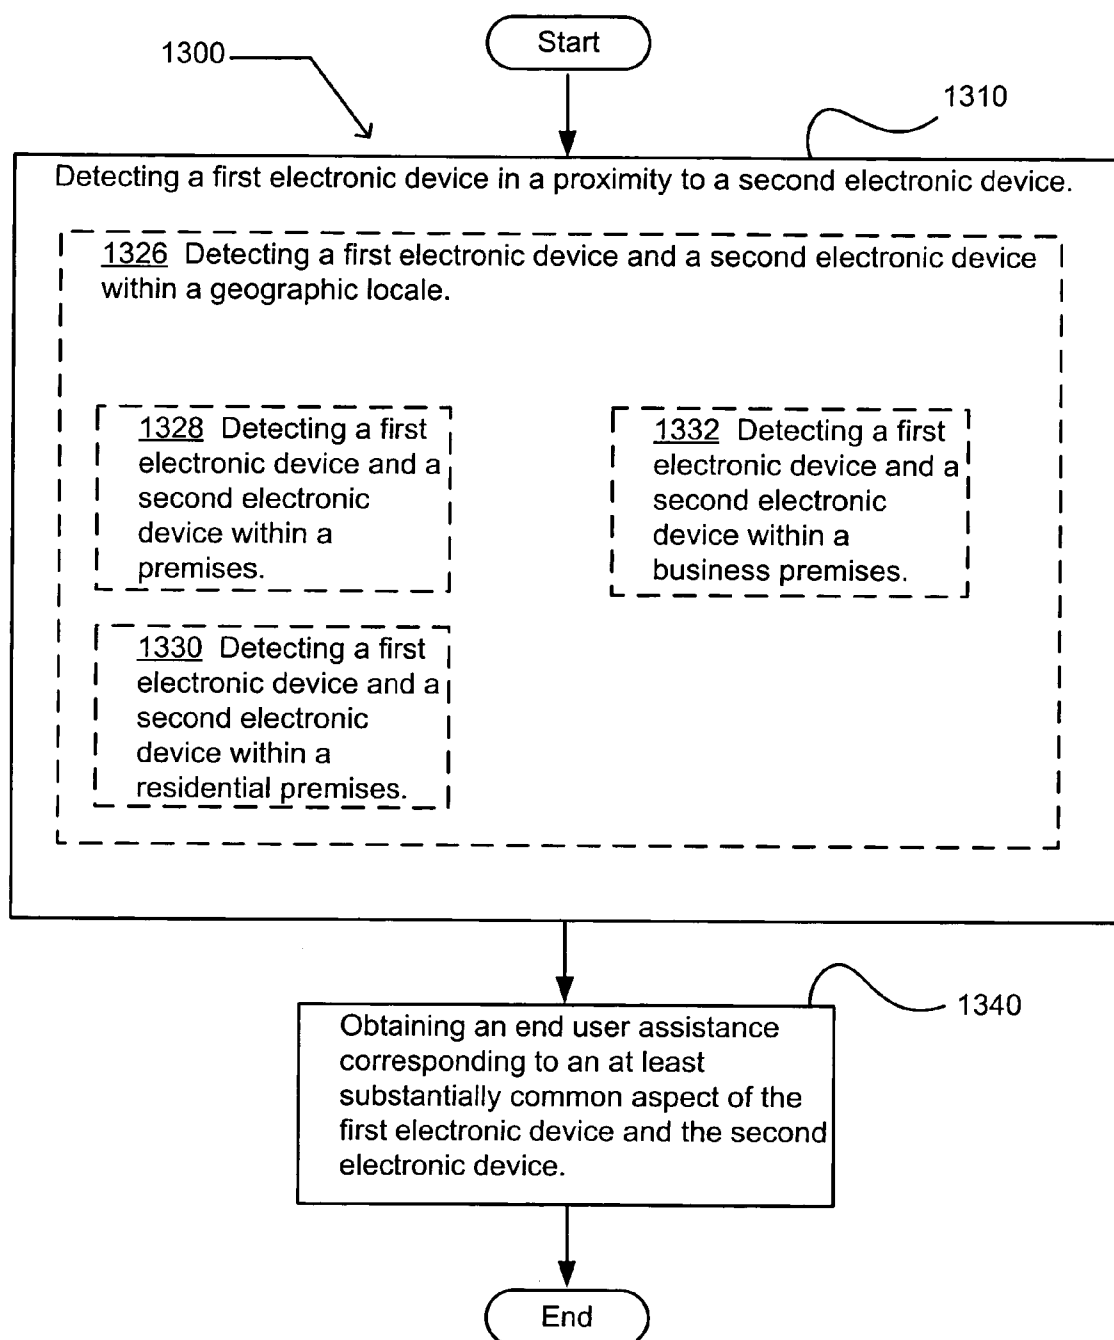 Start
1300
1310
Detecting a first electronic device in a proximity to a second electronic device.
1326 Detecting a first electronic device and a second electronic device
within a geographic locale.
1328 Detecting a first
electronic device and a
second electronic
device within a
premises.
1332 Detecting a first
electronic device and a
second electronic
device within a
business premises.
1330 Detecting a first
electronic device and a
second electronic
device within a
residential premises.
1340
Obtaining an end user assistance
corresponding to an at least
substantially common aspect of the
first electronic device and the second
electronic device.
End